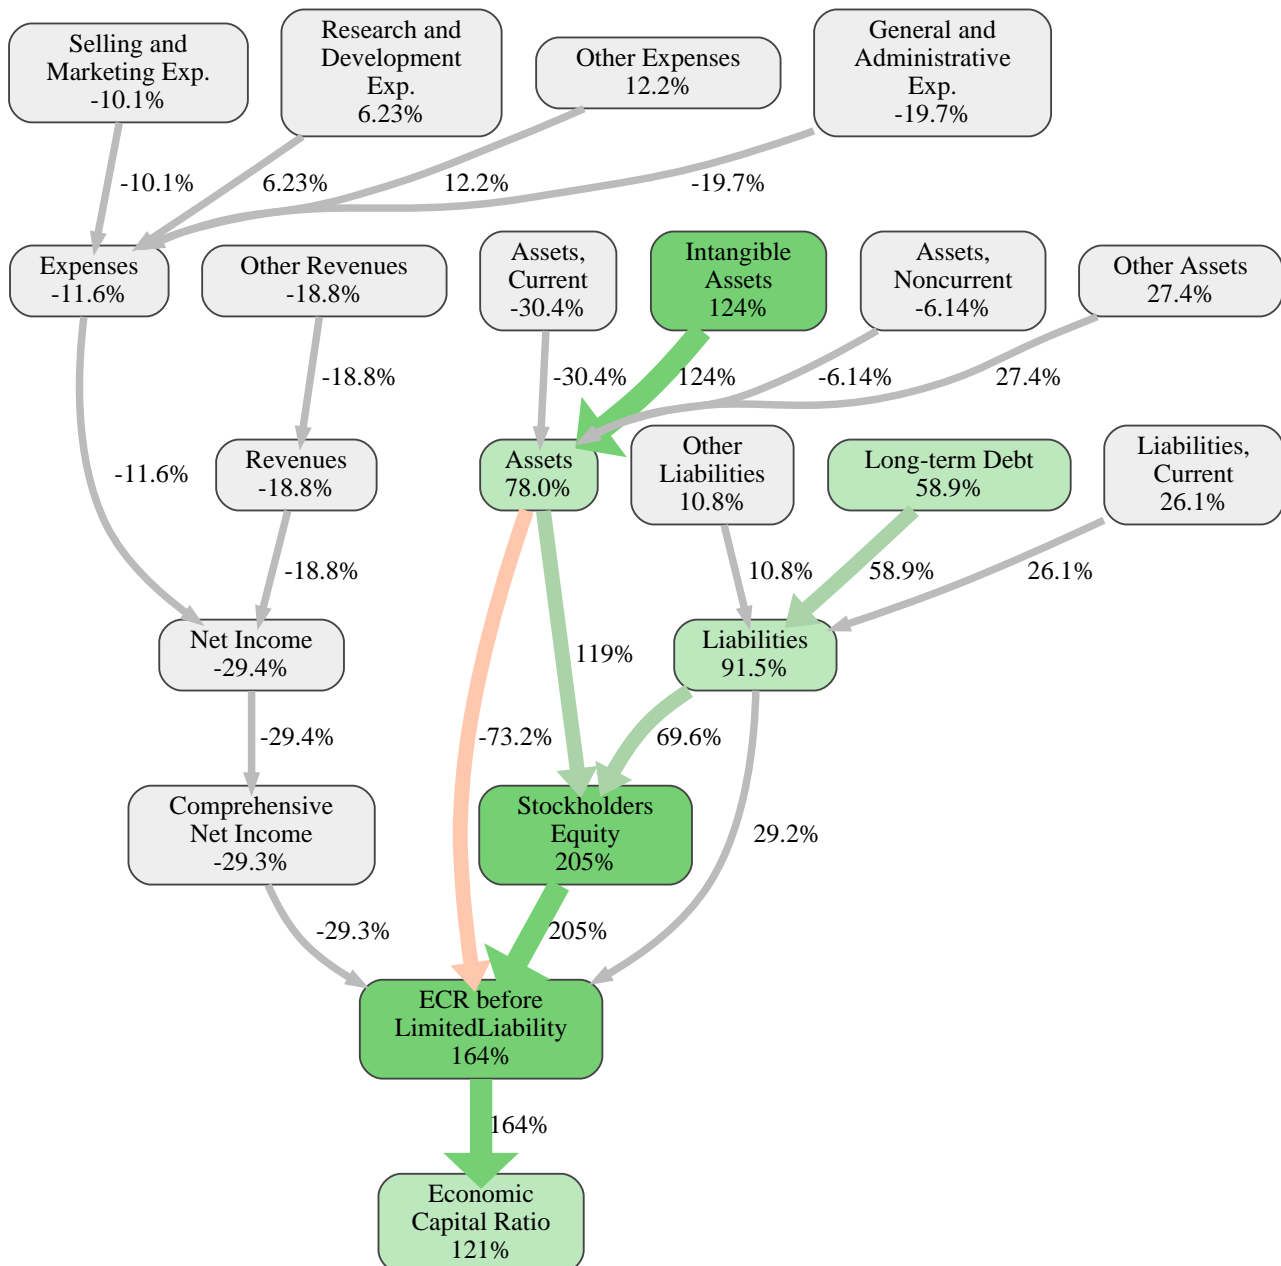 Selling and
Marketing Exp.
-10.1%
Research and
Development
Exp.
6.23%
Other Expenses
12.2%
General and
Administrative
Exp.
-19.7%
-10.1%
6.23%
12.2%
-19.7%
Expenses
-11.6%
Other Revenues
-18.8%
Assets,
Current
-30.4%
Intangible
Assets
124%
Assets,
Noncurrent
-6.14%
Other Assets
27.4%
-18.8%
-30.4%
124%
-6.14%
27.4%
-11.6%
Revenues
-18.8%
Assets
78.0%
Other
Liabilities
10.8%
Long-term Debt
58.9%
Liabilities,
Current
26.1%
-18.8%
10.8%
58.9%
26.1%
Net Income
-29.4%
119%
Liabilities
91.5%
-29.4%
-73.2%
69.6%
Comprehensive
Net Income
-29.3%
Stockholders
Equity
205%
29.2%
-29.3%
205%
ECR before
LimitedLiability
164%
164%
Economic
Capital Ratio
121%